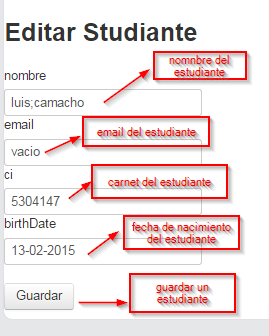 Editar Studiante
nomnbre del
estudiante
nombre
luis;camacho
email
email del estudiante
vacio
ci
carnet del estudiante
5304147
birthDate
fecha de nacimiento
del estudiante
13-02-2015
guardar un
estudiante
Guardar